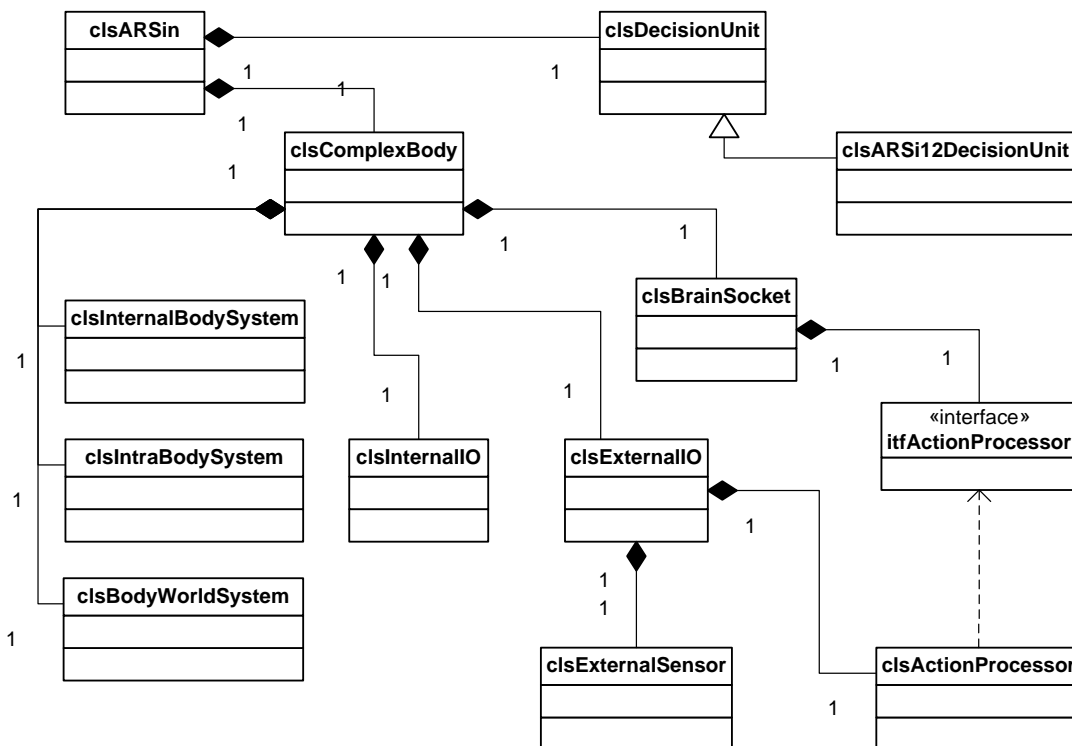 clsARSin
clsDecisionUnit
1
1
1
1
clsComplexBody
clsARSi12DecisionUnit
1
1
1
1
1
clsBrainSocket
clsInternalBodySystem
1
1
1
1
1
«interface»
itfActionProcessor
clsIntraBodySystem
clsInternalIO
clsExternalIO
1
1
1
clsBodyWorldSystem
1
1
clsExternalSensor
clsActionProcessor
1